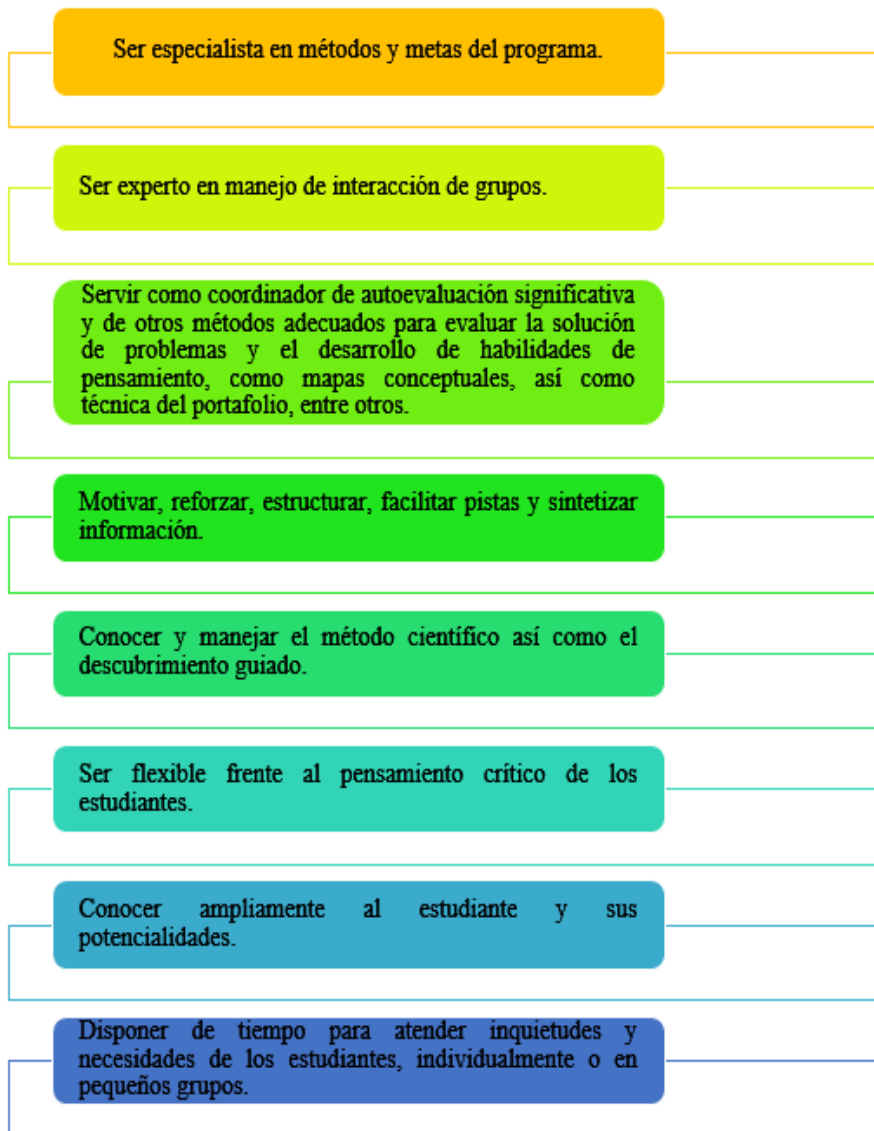 Ser especialista en métodos y metas del programa.
Ser experto en manejo de interacción de grupos.
Servir como coordinador de autoevaluación significativa
y de otros métodos adecuados para evaluar la solución
de problemas y el desarrollo de habilidades de
pensamiento, como mapas conceptuales, así como
técnica del portafolio, entre otros.
Motivar, reforzar, estructurar, facilitar pistas y sintetizar
información.
Conocer y manejar el método científico así como el
descubrimiento guiado.
Ser flexible frente al pensamiento crítico de los
estudiantes.
Conocer ampliamente al estudiante y sus
potencialidades.
Disponer de tiempo para atender inquietudes y
necesidades de los estudiantes, individualmente o en
pequeños grupos.